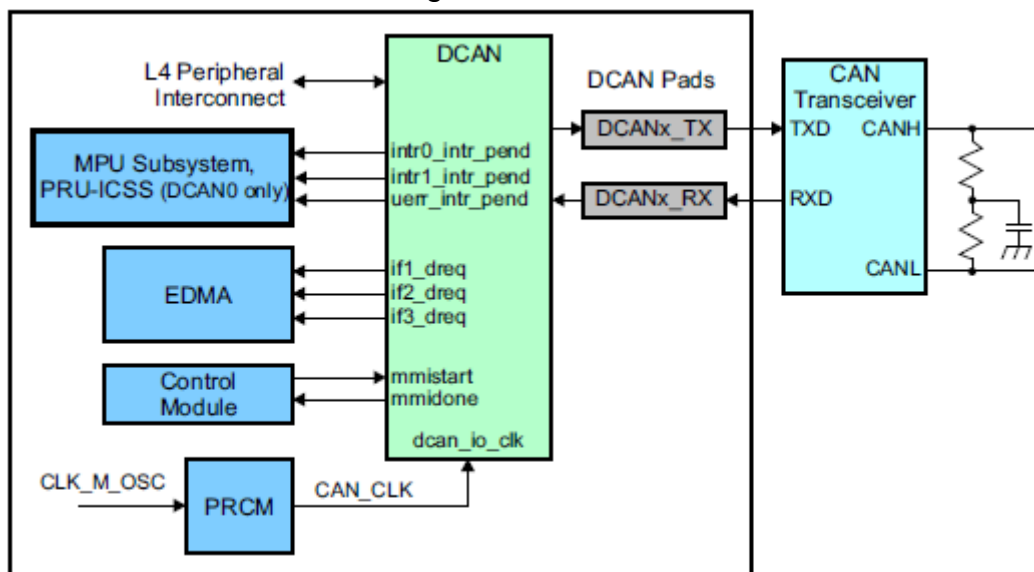 DCAN
L4 Peripheral
Interconnect
DCAN Pads
CAN
Transceiver
DCANx_TX
TXD
CANH
MPU Subsystem,
PRU-ICSS (DCAN0 only)
intr0_intr_pend
intr1_intr_pend
uerr_intr_pend
DCANx_RX
RXD
CANL
EDMA
if1_dreq
if2_dreq
if3_dreq
Control
Module
mmistart
mmidone
dcan_io_clk
CLK_M_OSC
PRCM
CAN_CLK